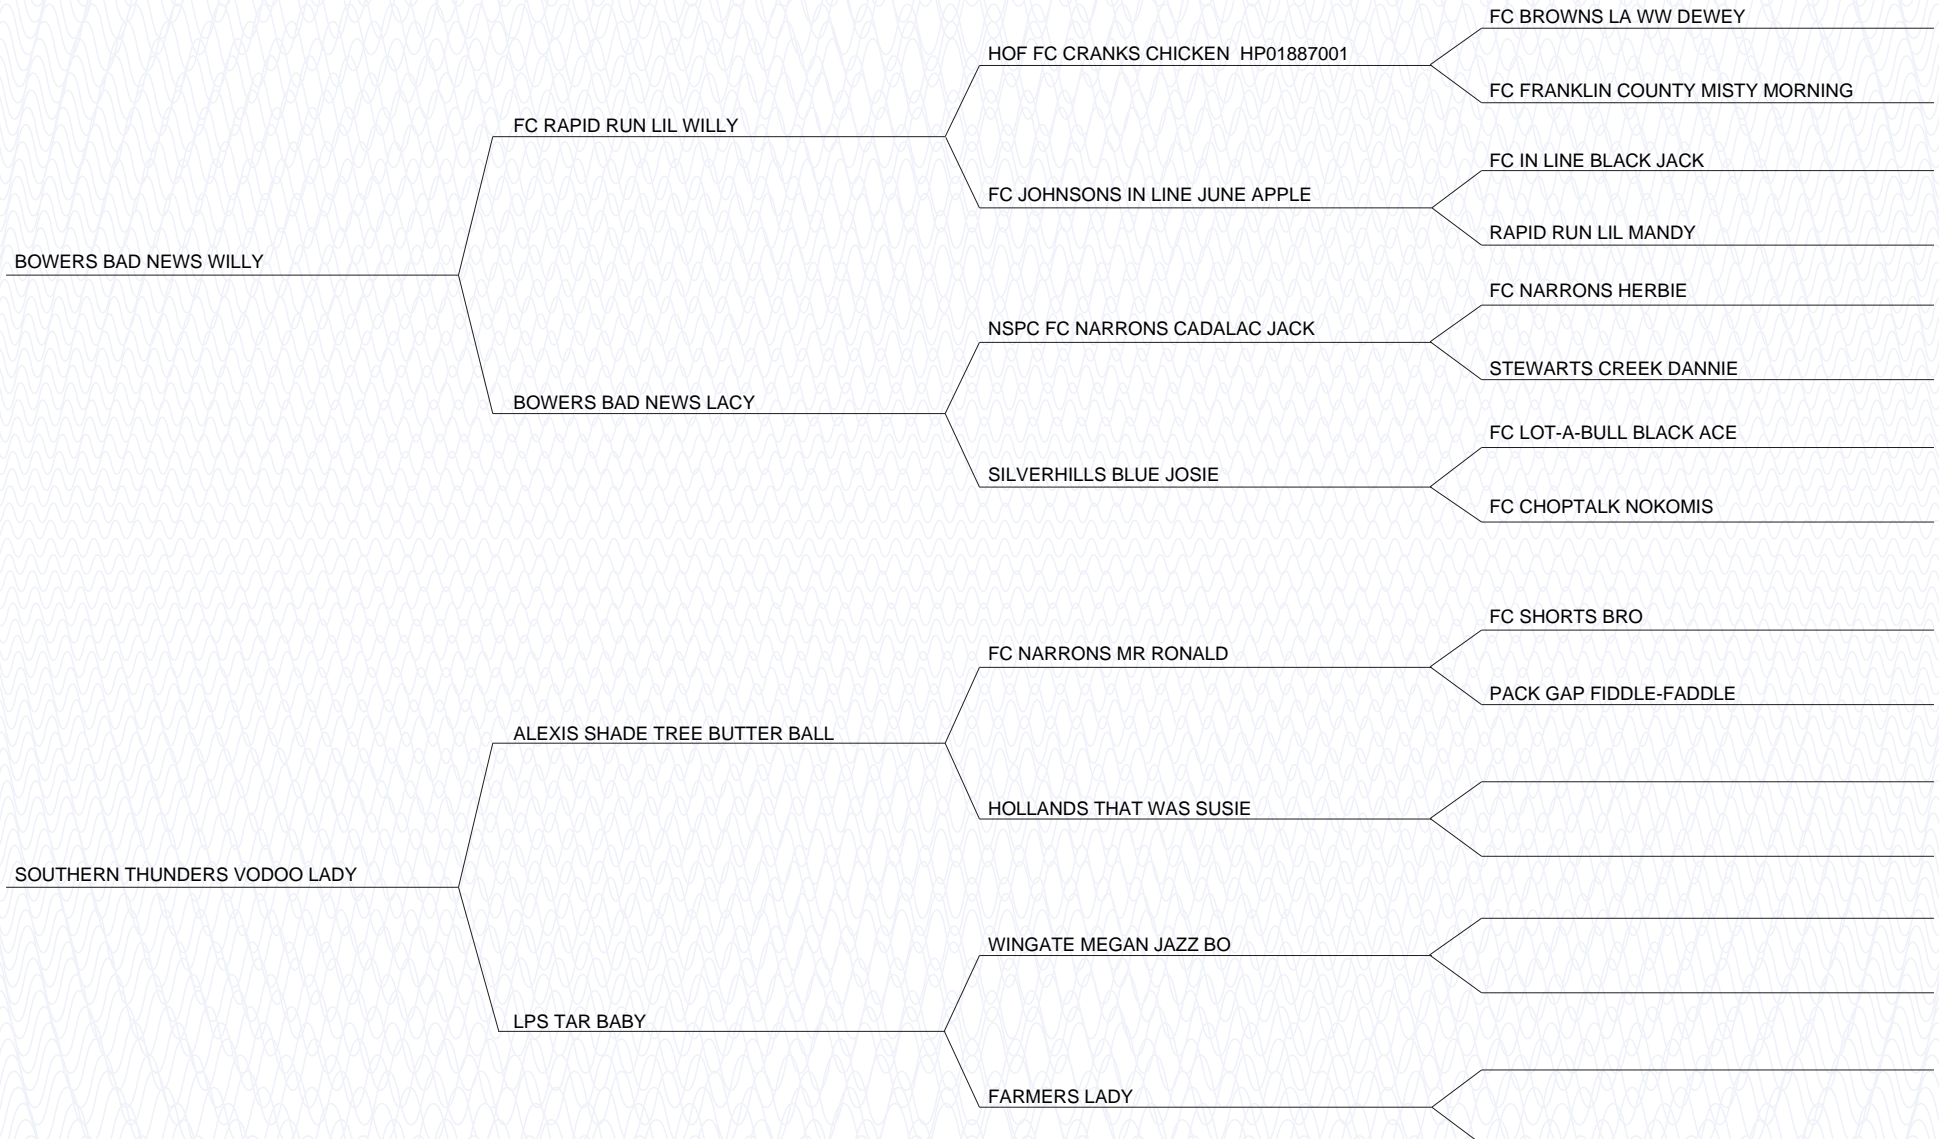 FC BROWNS LA WW DEWEY
HOF FC CRANKS CHICKEN  HP01887001
FC FRANKLIN COUNTY MISTY MORNING
FC RAPID RUN LIL WILLY
FC IN LINE BLACK JACK
FC JOHNSONS IN LINE JUNE APPLE
RAPID RUN LIL MANDY
BOWERS BAD NEWS WILLY
FC NARRONS HERBIE
NSPC FC NARRONS CADALAC JACK
STEWARTS CREEK DANNIE
BOWERS BAD NEWS LACY
FC LOT-A-BULL BLACK ACE
SILVERHILLS BLUE JOSIE
FC CHOPTALK NOKOMIS
FC SHORTS BRO
FC NARRONS MR RONALD
PACK GAP FIDDLE-FADDLE
ALEXIS SHADE TREE BUTTER BALL
HOLLANDS THAT WAS SUSIE
SOUTHERN THUNDERS VODOO LADY
WINGATE MEGAN JAZZ BO
LPS TAR BABY
FARMERS LADY